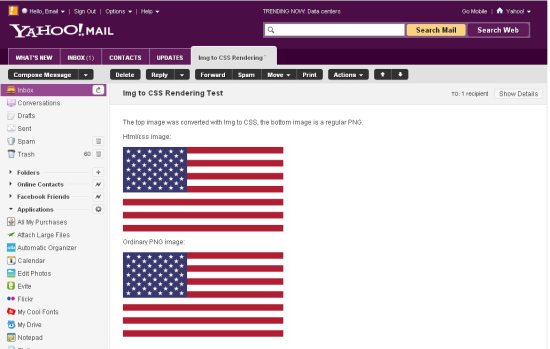 Hello, Email | Sign Out | Options | Help
TRENDING NOW: Data centers
Go Mobile | Yahoo!
YAHOO! MAIL
Search Mail
Search Web
WHAT'S NEW INBOX (1) CONTACTS UPDATES Img to CSS Rendering
Compose Message Delete Reply Forward Spam Move Print Actions
Inbox
Conversations
Drafts
Sent
Spam
Trash 60
Folders
Online Contacts
Facebook Friends
Applications
All My Purchases
Attach Large Files
Automatic Organizer
Calendar
Edit Photos
Evite
Flickr
My Cool Fonts
My Drive
Notepad
Img to CSS Rendering Test
TO: 1 recipient
Show Details
The top image was converted with Img to CSS, the bottom image is a regular PNG.
Html/css image:
Ordinary PNG image: